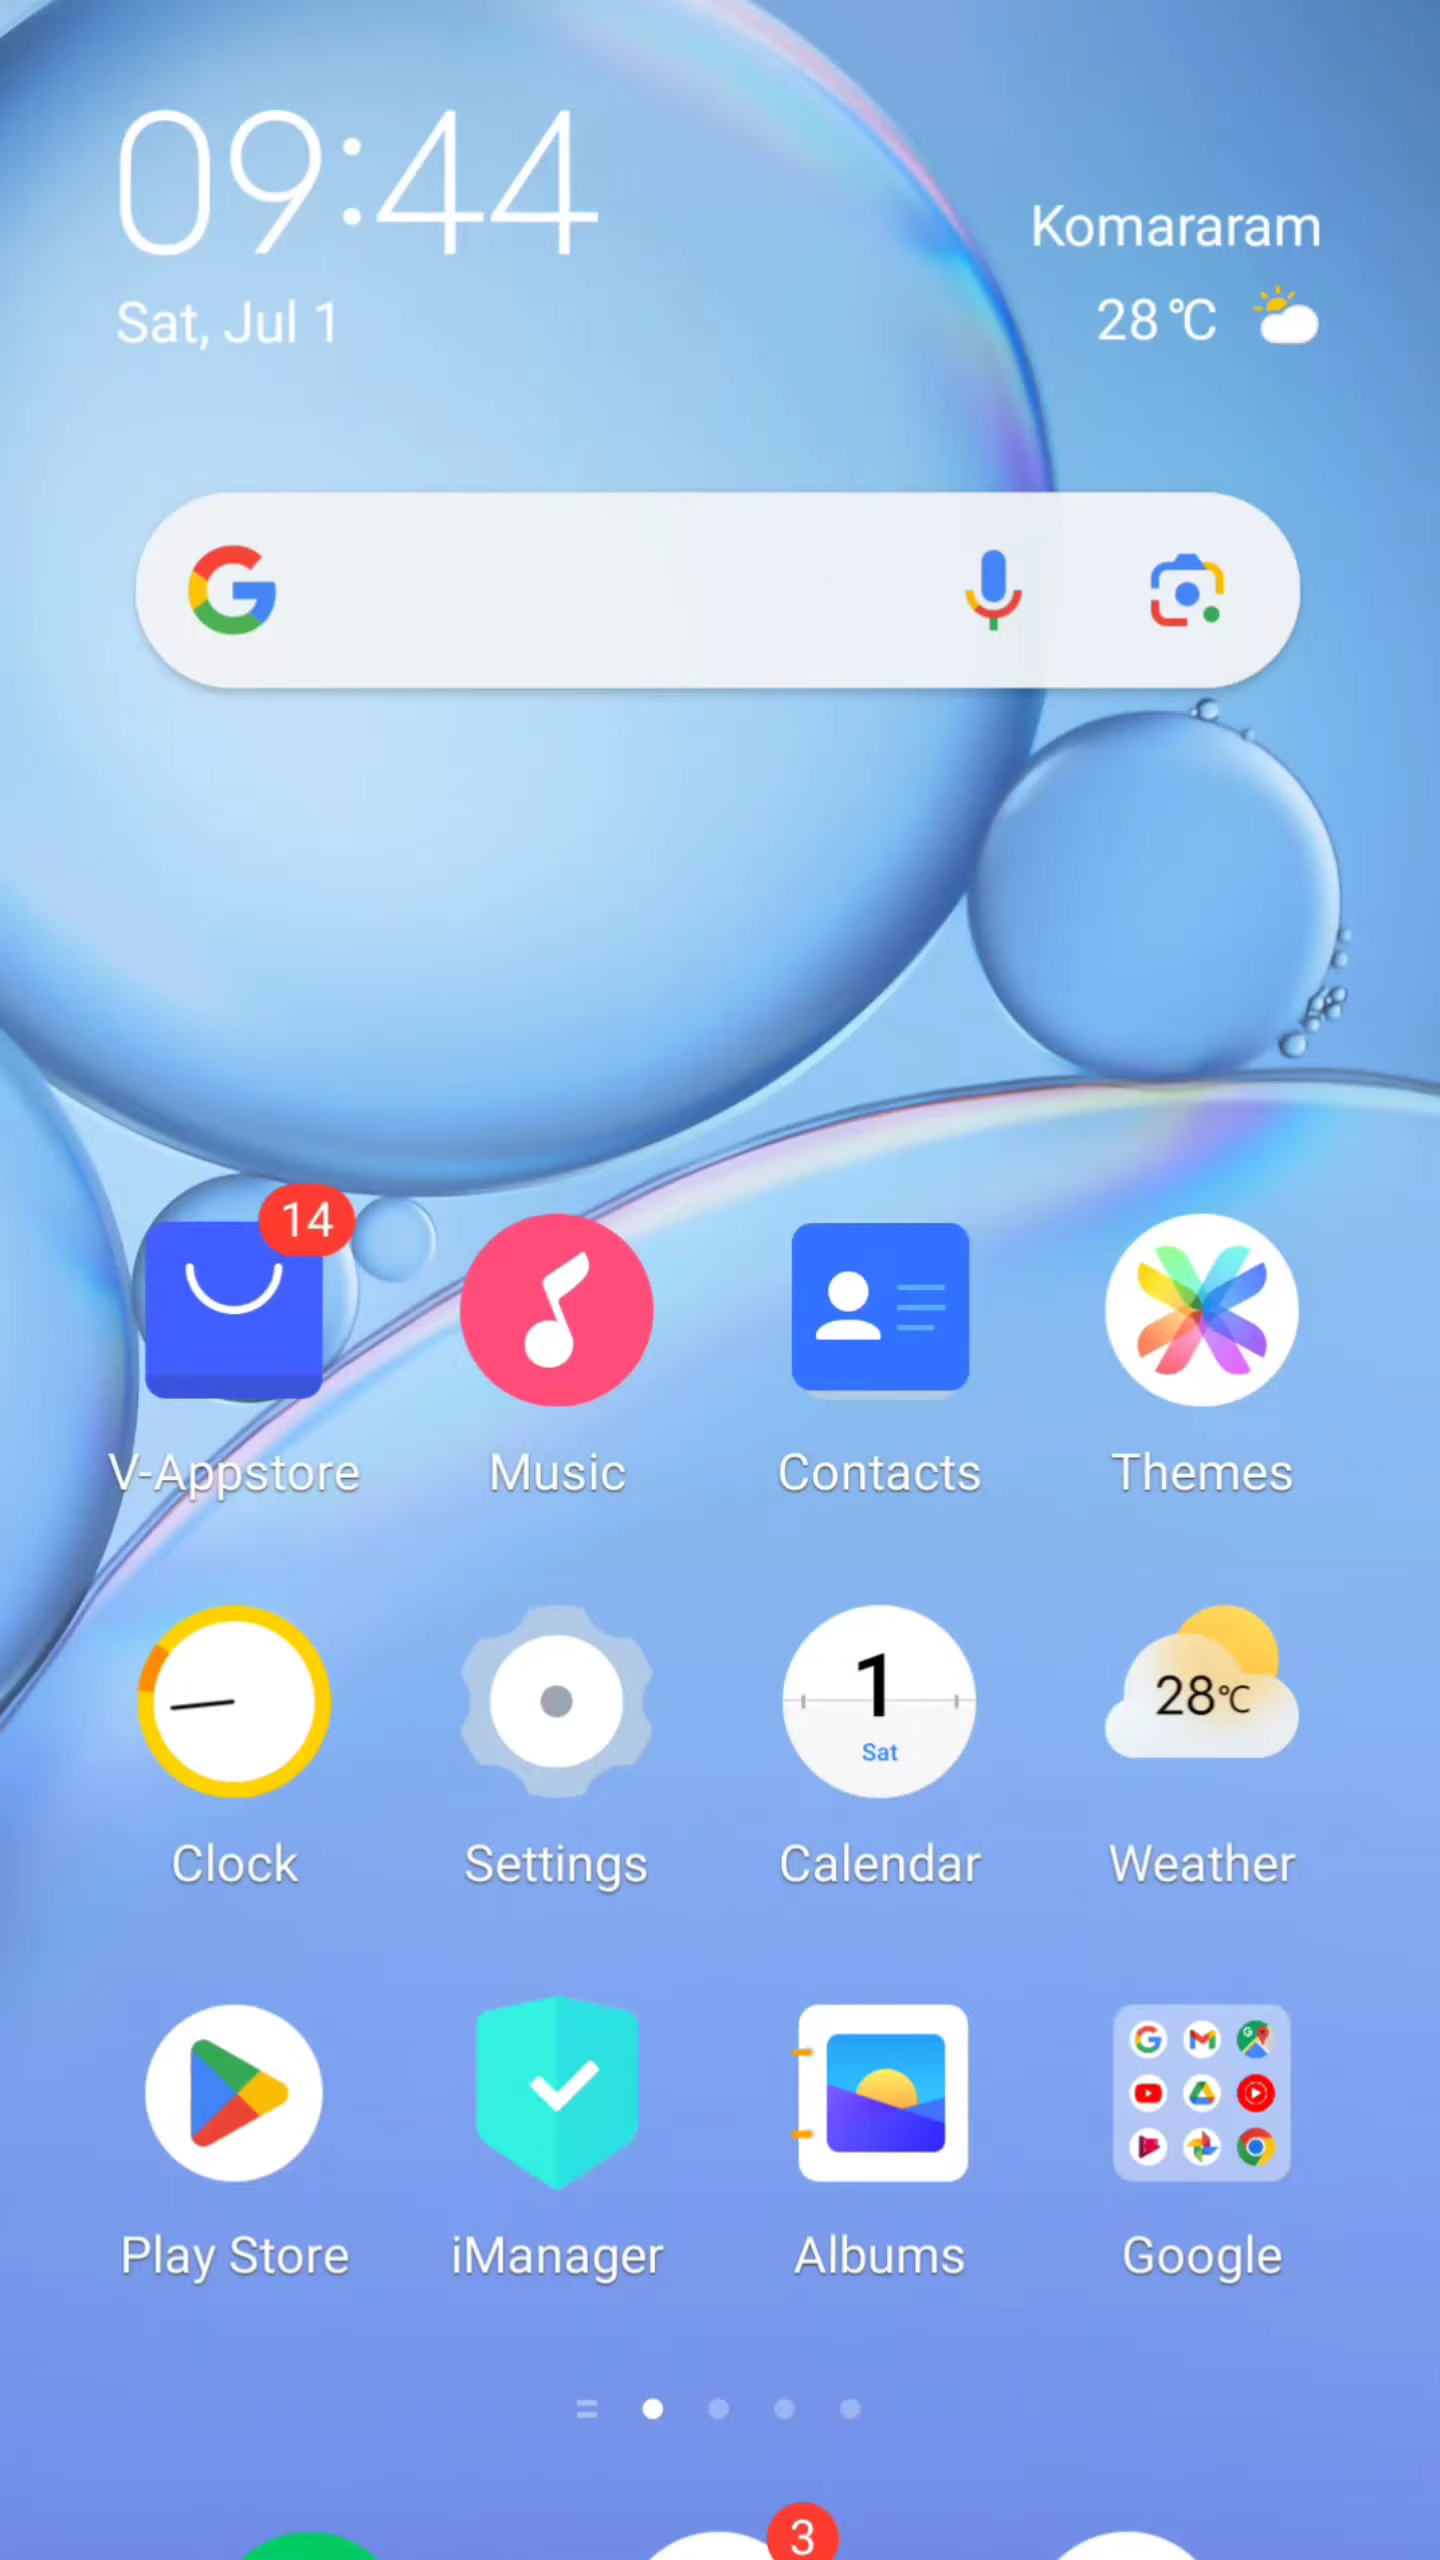 09:44
Sat, Jul 1
Komararam
28 °C
14
V-Appstore
Music
Contacts
Themes
1
Sat
28°C
Clock
Settings
Calendar
Weather
Play Store
iManager
Albums
Google
3